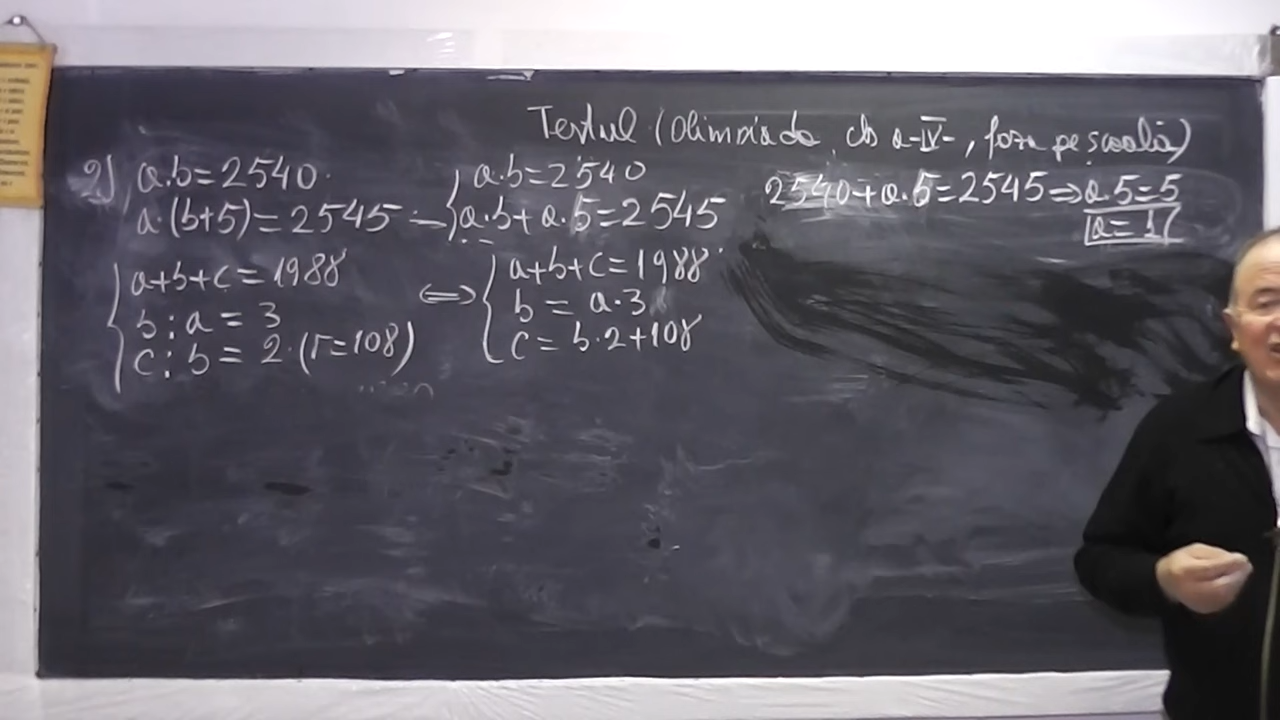 Testul (Olimpiada, cls a-IV-, faza pe școală)
2) a.b=2540
a.(b+5)=2545
a.b=2540
a.b+a.5=2545
2540+a.5=2545⇒a.5=5
a=1
a+b+c=1988
b:a=3
c:b=2.(r=108)
⇔
a+b+c=1988
b=a.3
c=b.2+108